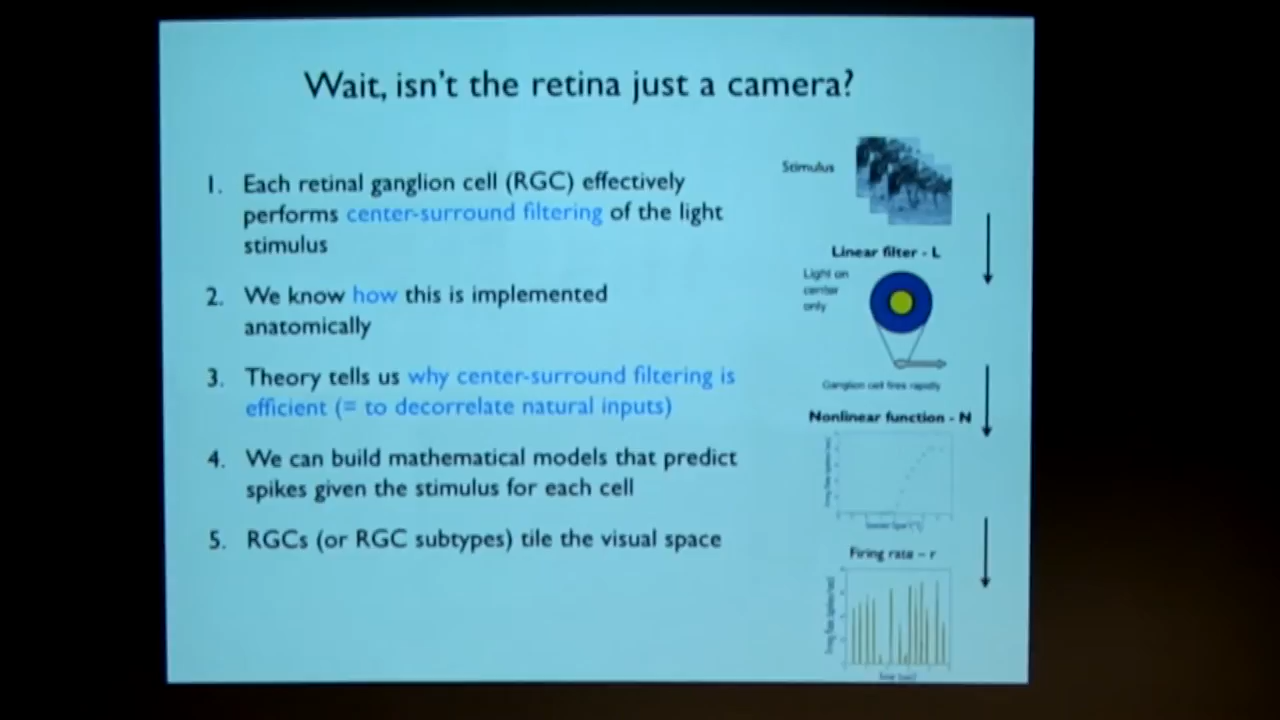 Wait, isn't the retina just a camera?
1. Each retinal ganglion cell (RGC) effectively
performs center-surround filtering of the light
stimulus
2. We know how this is implemented
anatomically
3. Theory tells us why center-surround filtering is
efficient (= to decorrelate natural inputs)
4. We can build mathematical models that predict
spikes given the stimulus for each cell
5. RGCs (or RGC subtypes) tile the visual space
Stimulus
Linear filter - L
Light on
center
only
Ganglion cell fires rapidly
Nonlinear function - N
Firing rate – r